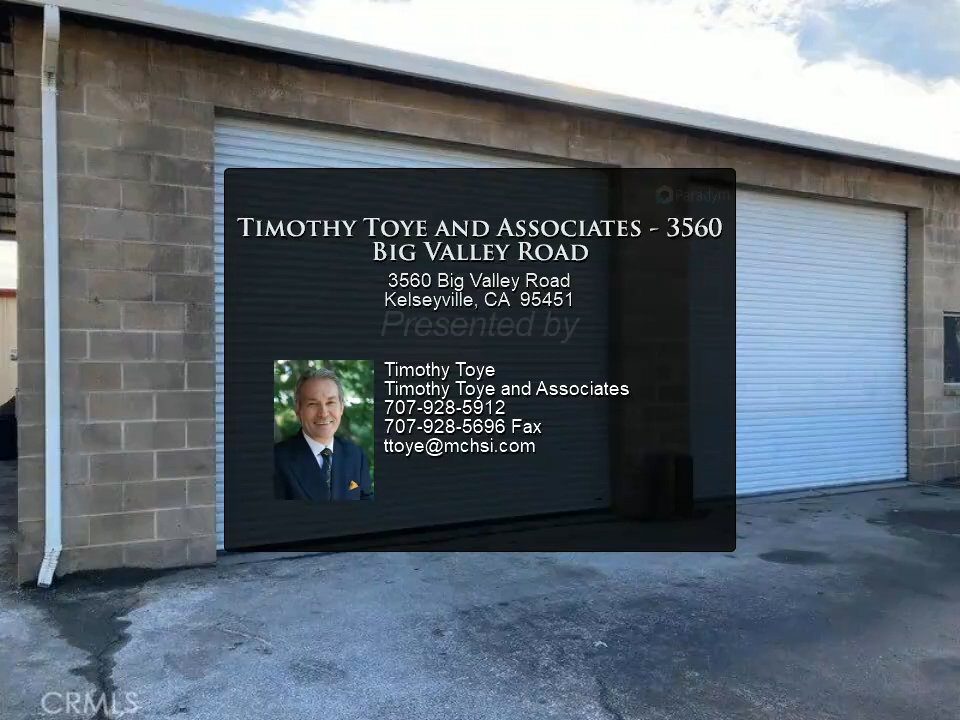 Paradym
Timothy Toye and Associates - 3560
Big Valley Road
3560 Big Valley Road
Kelseyville, CA 95451
Presented by
Timothy Toye
Timothy Toye and Associates
707-928-5912
707-928-5696 Fax
ttoye@mchsi.com
CRMLS